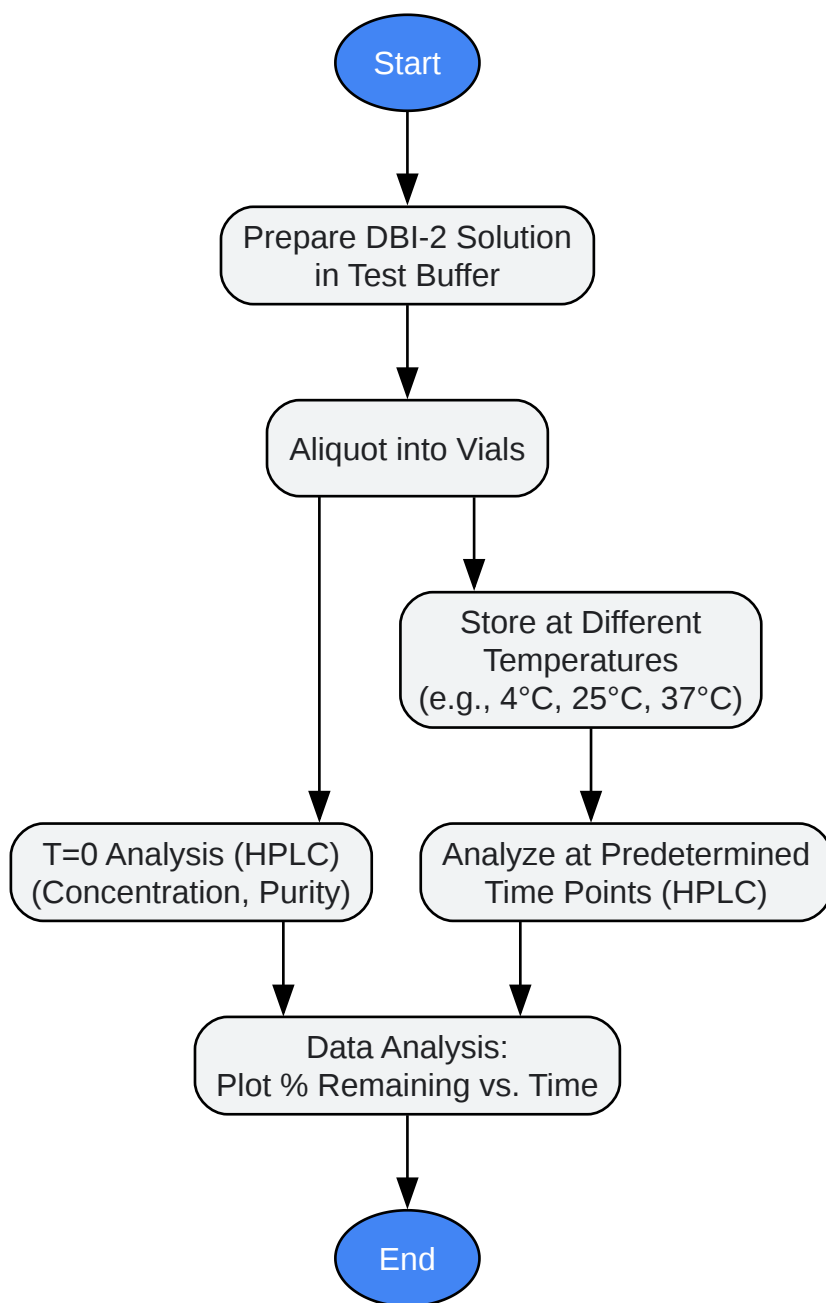 Start
Prepare DBI-2 Solution
in Test Buffer
Aliquot into Vials
Store at Different
Temperatures
(e.g., 4°C, 25°C, 37°C)
T=0 Analysis (HPLC)
(Concentration, Purity)
Analyze at Predetermined
Time Points (HPLC)
Data Analysis:
Plot % Remaining vs. Time
End